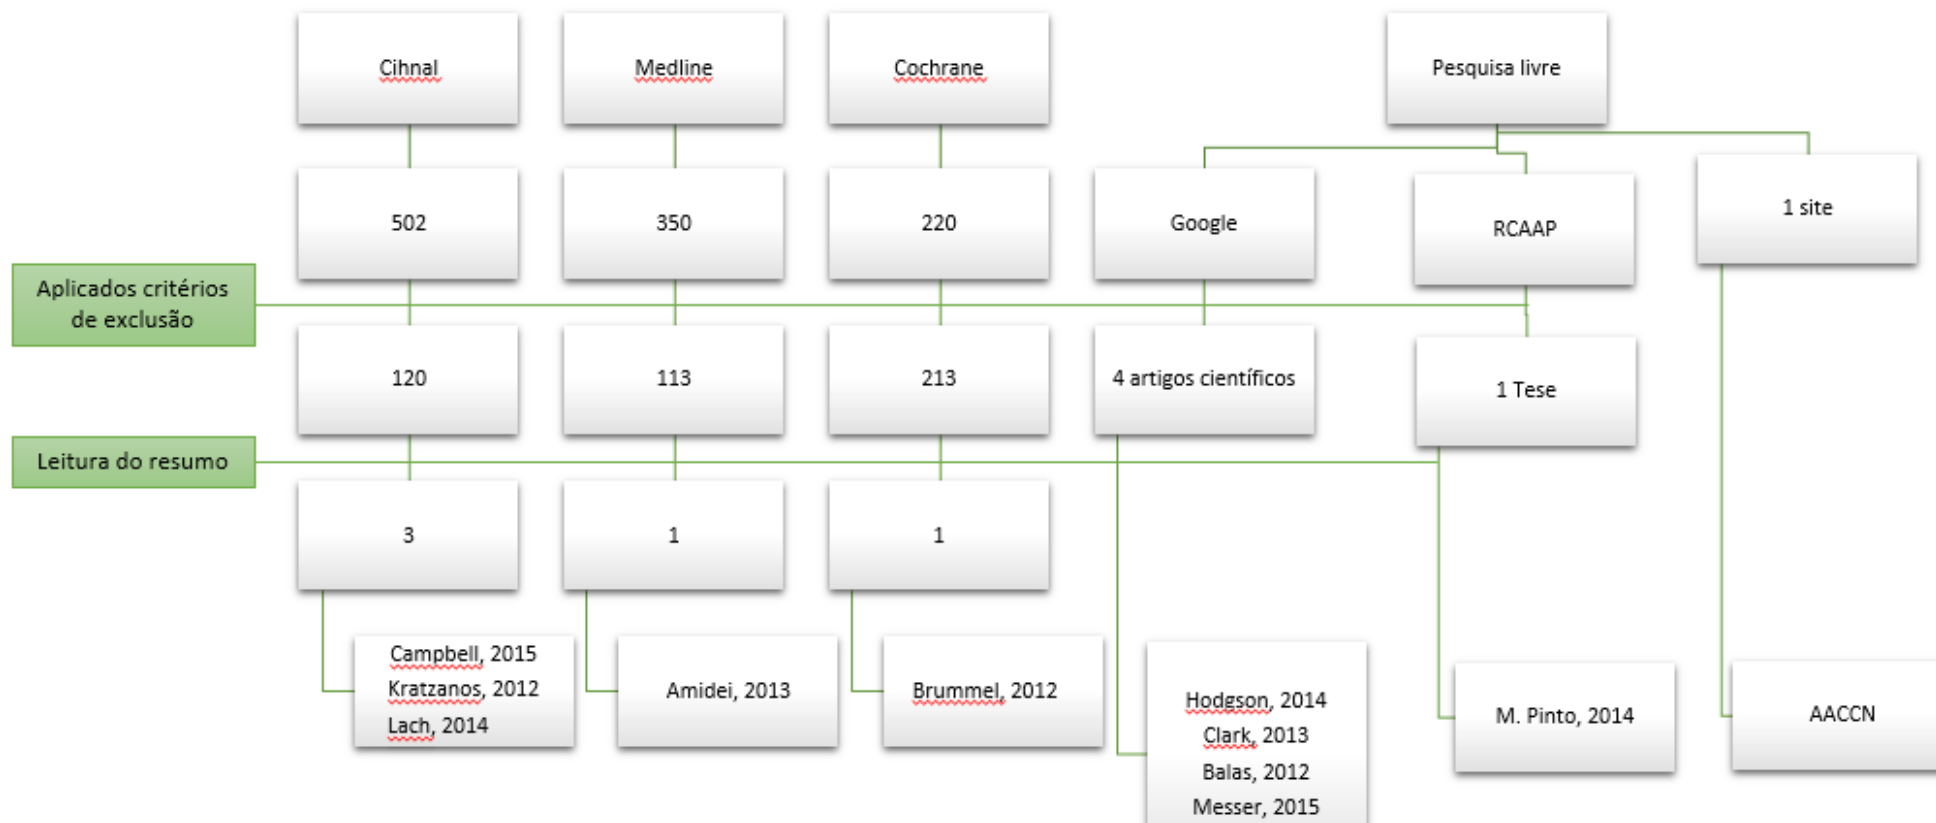 Cihnal
Medline
Cochrane
Pesquisa livre
502
350
220
Google
RCAAP
1 site
Aplicados critérios
de exclusão
120
113
213
4 artigos científicos
1 Tese
Leitura do resumo
3
1
1
Campbell, 2015
Kratzanos, 2012
Lach, 2014
Amidei, 2013
Brummel, 2012
Hodgson, 2014
Clark, 2013
Balas, 2012
Messer, 2015
M. Pinto, 2014
AACCN